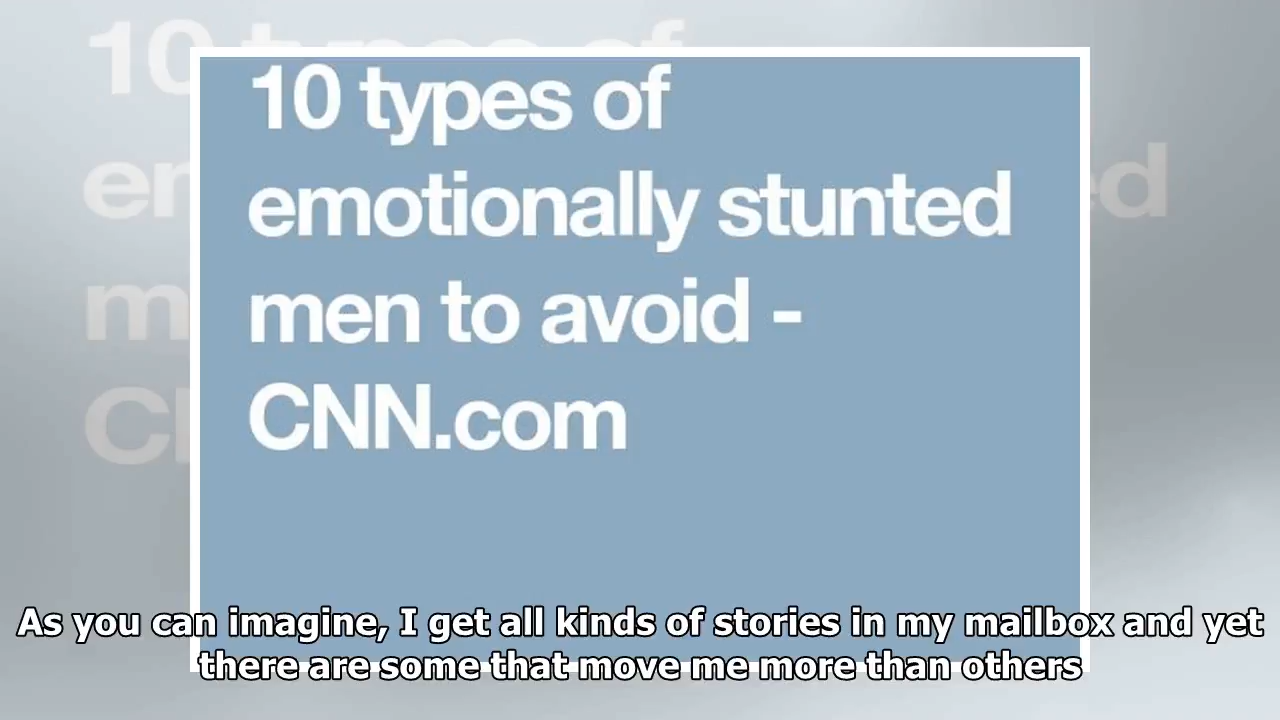 10 types of
emotionally stunted
men to avoid -
CNN.com
As you can imagine, I get all kinds of stories in my mailbox and yet
there are some that move me more than others